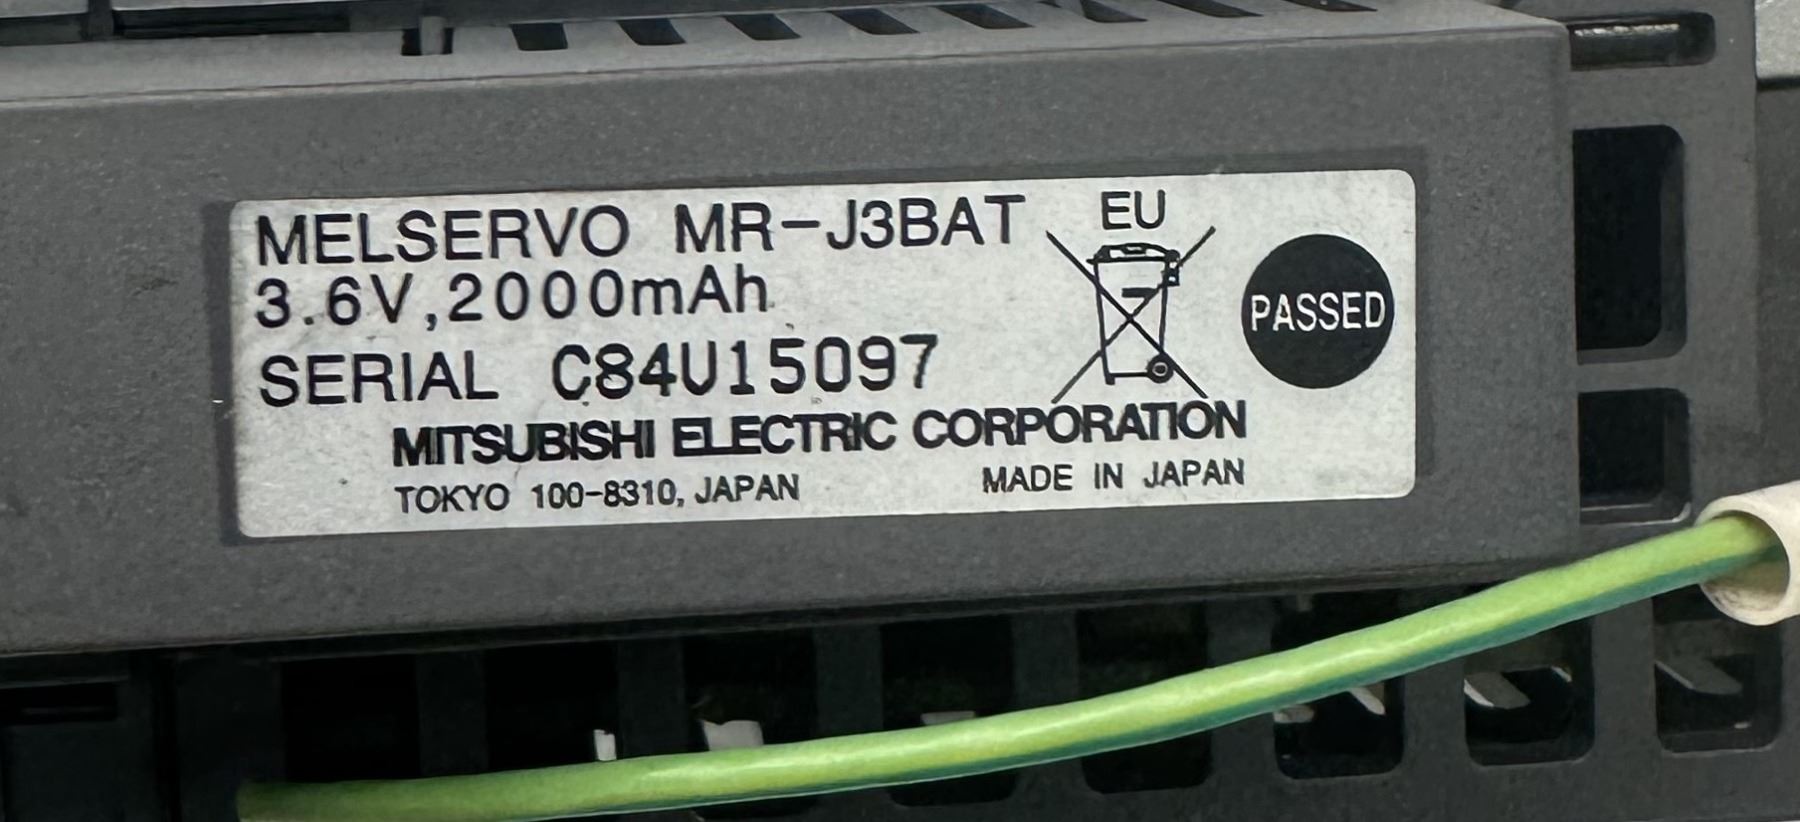 MELSERVO MR-J3BAT
EU
3.6V,2000mAh
PASSED
SERIAL C84U15097
MITSUBISHI ELECTRIC CORPORATION
TOKYO 100-8310, JAPAN
MADE IN JAPAN